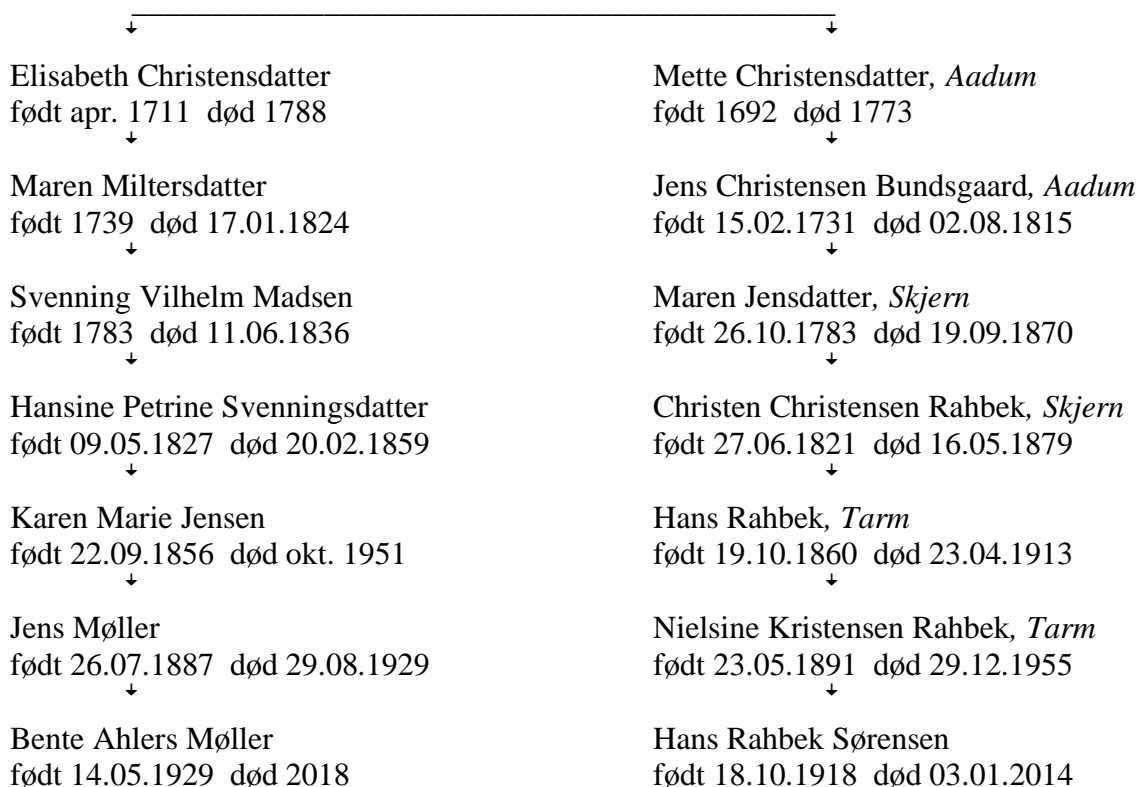 Elisabeth Christensdatter
født apr. 1711 død 1788
Maren Miltersdatter
født 1739 død 17.01.1824
Svenning Vilhelm Madsen
født 1783 død 11.06.1836
Hansine Petrine Svenningsdatter
født 09.05.1827 død 20.02.1859
Karen Marie Jensen
født 22.09.1856 død okt. 1951
Jens Møller
født 26.07.1887 død 29.08.1929
Bente Ahlers Møller
født 14.05.1929 død 2018
Mette Christensdatter, Aadum
født 1692 død 1773
Jens Christensen Bundsgaard, Aadum
født 15.02.1731 død 02.08.1815
Maren Jensdatter, Skjern
født 26.10.1783 død 19.09.1870
Christen Christensen Rahbek, Skjern
født 27.06.1821 død 16.05.1879
Hans Rahbek, Tarm
født 19.10.1860 død 23.04.1913
Nielsine Kristensen Rahbek, Tarm
født 23.05.1891 død 29.12.1955
Hans Rahbek Sørensen
født 18.10.1918 død 03.01.2014